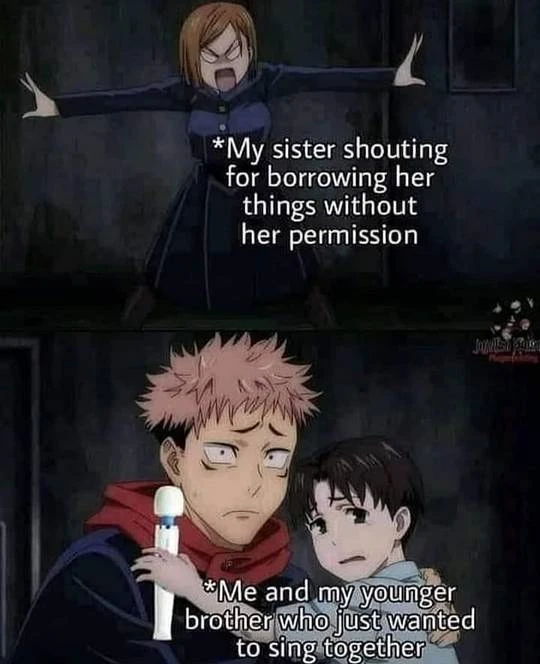 *My sister shouting
for borrowing her
things without
her permission
*Me and my younger
brother who just wanted
to sing together